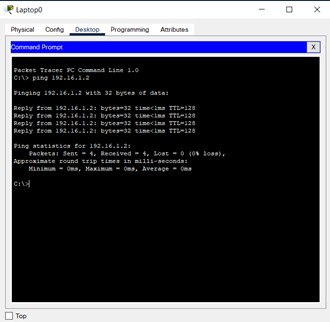 Laptop0
Physical Config Desktop Programming Attributes
Command Prompt X
Packet Tracer PC Command Line 1.0
C:\> ping 192.16.1.2
Pinging 192.16.1.2 with 32 bytes of data:
Reply from 192.16.1.2: bytes=32 time<1ms TTL=128
Reply from 192.16.1.2: bytes=32 time<1ms TTL=128
Reply from 192.16.1.2: bytes=32 time<1ms TTL=128
Reply from 192.16.1.2: bytes=32 time<1ms TTL=128
Ping statistics for 192.16.1.2:
Packets: Sent = 4, Received = 4, Lost = 0 (0% loss),
Approximate round trip times in milli-seconds:
Minimum = 0ms, Maximum = 0ms, Average = 0ms
C:\>
Top